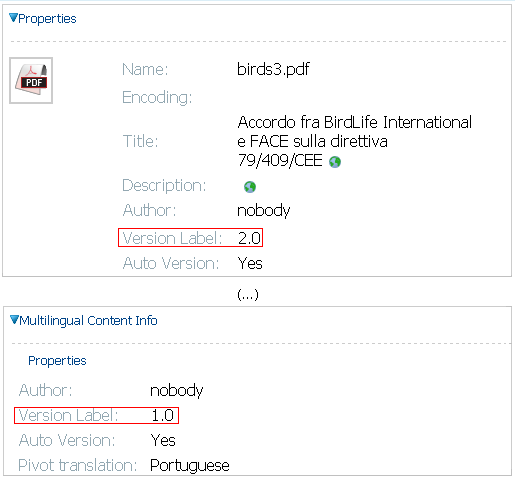 Properties
PDF
Name: birds3.pdf
Encoding:
Title: Accordo fra BirdLife International
e FACE sulla direttiva
79/409/CEE
Description:
Author: nobody
Version Label: 2.0
Auto Version: Yes
(...)
Multilingual Content Info
Properties
Author: nobody
Version Label: 1.0
Auto Version: Yes
Pivot translation: Portuguese